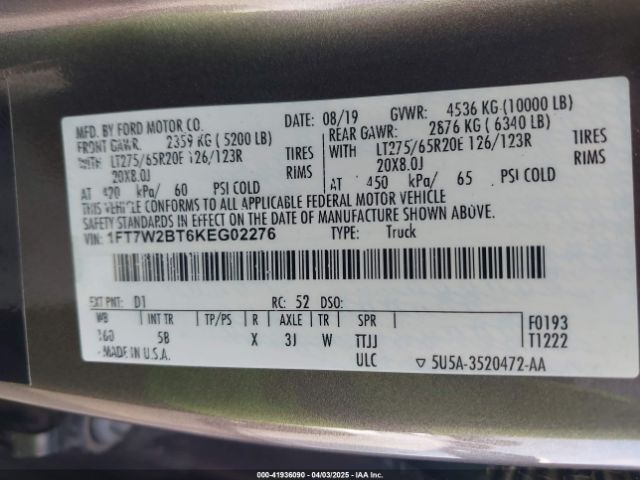 MFD. BY FORD MOTOR CO. DATE: 08/19 GVWR: 4536 KG (10000 LB)
FRONT GAWR: 2359 KG (5200 LB) REAR GAWR: 2876 KG (6340 LB)
WITH LT275/65R20E 126/123R TIRES WITH LT275/65R20E 126/123R TIRES
20X8.0J RIMS 20X8.0J RIMS
AT 420 kPa/ 60 PSI COLD AT 450 kPa/ 65 PSI COLD
THIS VEHICLE CONFORMS TO ALL APPLICABLE FEDERAL MOTOR VEHICLE
SAFETY STANDARDS IN EFFECT ON THE DATE OF MANUFACTURE SHOWN ABOVE.
VIN: 1FT7W2BT6KEG02276 TYPE: Truck
EXT PNT: D1 RC: 52 DSO:
WB INT TR TP/PS R AXLE TR SPR F0193
160 5B X 3J W TTJJ T1222
MADE IN U.S.A. ULC ▽ 5U5A-3520472-AA
000-41936090 - 04/03/2025 - IAA Inc.